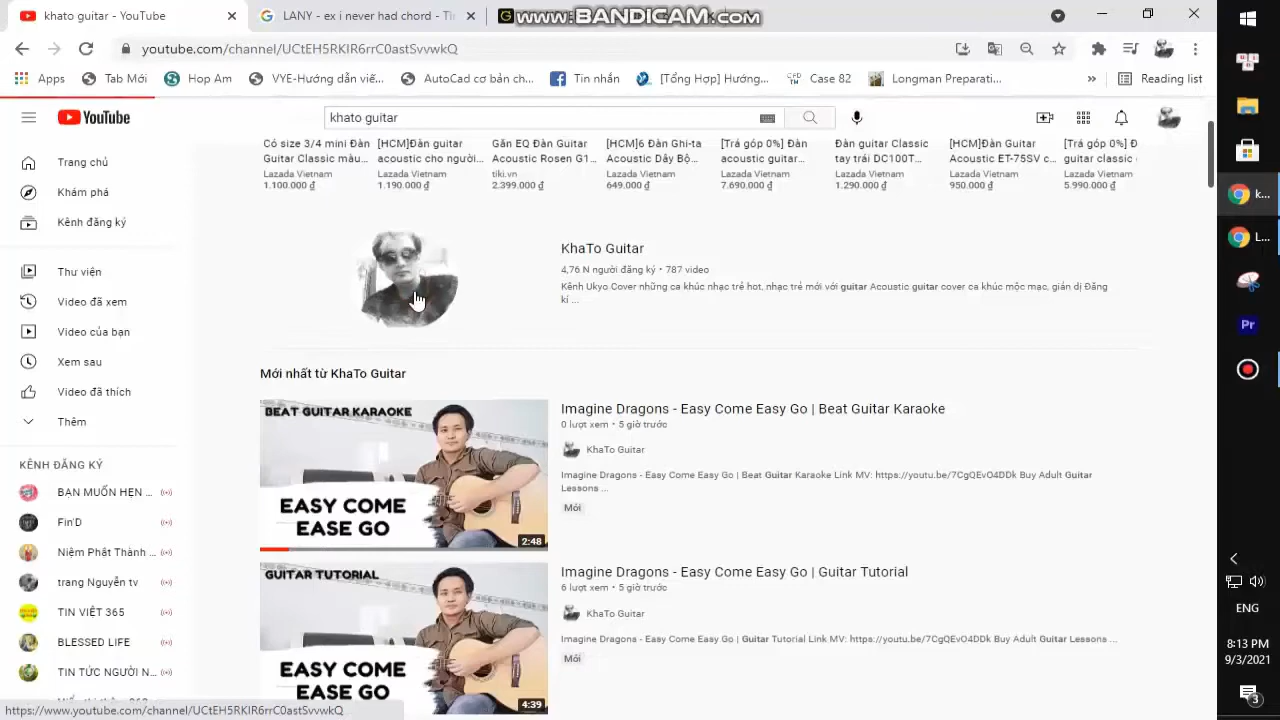 khato guitar - YouTube
LANY - ex i never had chord - Tì
www.BANDICAM.com
youtube.com/channel/UCtEH5RKIR6rrC0astSvvwkQ
Apps
Tab Mới
Hop Am
VYE-Hướng dẫn viê...
AutoCad cơ bản ch...
Tin nhắn
[Tổng Hợp] Hướng...
Case 82
Longman Preparati...
»
Reading list
YouTube
khato guitar
Có size 3/4 mini Đàn
Guitar Classic màu...
Lazada Vietnam
1.100.000 ₫
[HCM]Đàn guitar
acoustic cho người...
Lazada Vietnam
1.190.000 ₫
Gắn EQ Đàn Guitar
Acoustic Rosen G1...
tiki.vn
2.399.000 ₫
[HCM]6 Đàn Ghi-ta
Acoustic Dây Bộ...
Lazada Vietnam
649.000 ₫
[Trả góp 0%] Đàn
acoustic guitar...
Lazada Vietnam
7.690.000 ₫
Đàn guitar Classic
tay trái DC100T...
Lazada Vietnam
1.290.000 ₫
[HCM]Đàn Guitar
Acoustic ET-75SV c...
Lazada Vietnam
950.000 ₫
[Trả góp 0%] Đ
guitar classic
Lazada Vietnam
5.990.000 ₫
Trang chủ
Khám phá
Kênh đăng ký
Thư viện
Video đã xem
Video của bạn
Xem sau
Video đã thích
Thêm
KÊNH ĐĂNG KÝ
BẠN MUỐN HẸN ...
Fin'D
Niệm Phật Thành ...
trang Nguyễn tv
TIN VIỆT 365
BLESSED LIFE
TIN TỨC NGƯỜI N...
KhaTo Guitar
4,76 N người đăng ký • 787 video
Kênh Ukyo Cover những ca khúc nhạc trẻ hot, nhạc trẻ mới với guitar Acoustic guitar cover ca khúc mộc mạc, giản dị Đăng
kí ...
Mới nhất từ KhaTo Guitar
BEAT GUITAR KARAOKE
EASY COME
EASE GO
2:48
Imagine Dragons - Easy Come Easy Go | Beat Guitar Karaoke
0 lượt xem • 5 giờ trước
KhaTo Guitar
Imagine Dragons - Easy Come Easy Go | Beat Guitar Karaoke Link MV: https://youtu.be/7CgQEvO4DDk Buy Adult Guitar
Lessons ...
Mới
GUITAR TUTORIAL
EASY COME
EASE GO
4:39
Imagine Dragons - Easy Come Easy Go | Guitar Tutorial
6 lượt xem • 5 giờ trước
KhaTo Guitar
Imagine Dragons - Easy Come Easy Go | Guitar Tutorial Link MV: https://youtu.be/7CgQEvO4DDk Buy Adult Guitar Lessons ...
Mới
https://www.youtube.com/channel/UCtEH5RKIR6rrC0astSvvwkQ
k...
L...
Pr
ENG
8:13 PM
9/3/2021
3